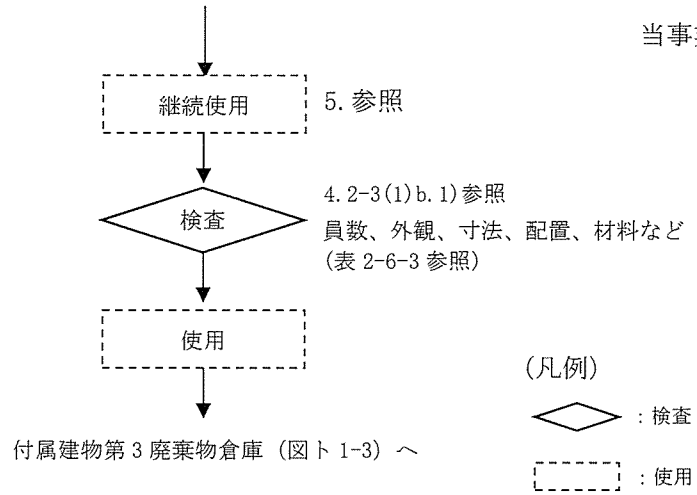 当事
継続使用
5. 参照
検査
4.2-3(1)b.1)参照
員数、外観、寸法、配置、材料など
(表 2-6-3 参照)
使用
付属建物第 3 廃棄物倉庫 (図ト 1-3) へ
(凡例)
：検査
：使用